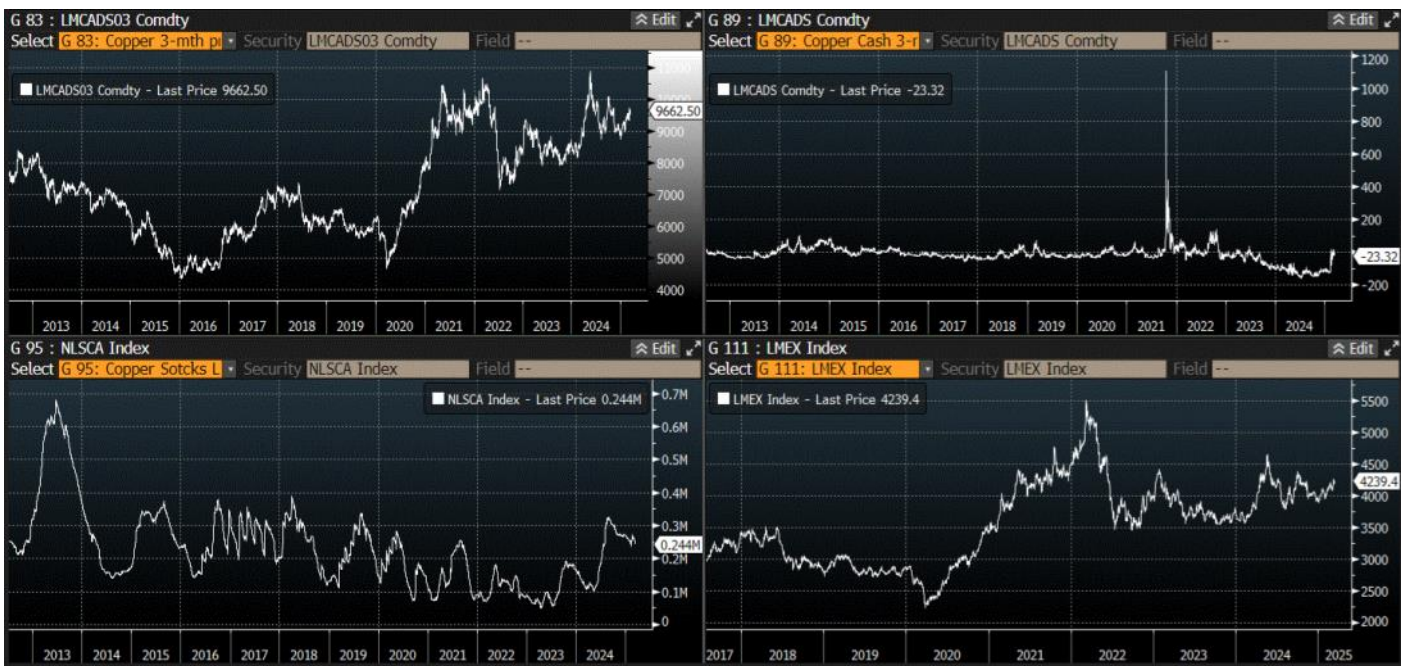 G 83 : LMCADS03 Comdty
Edit
Select G 83: Copper 3-mth pr Security LMCADS03 Comdty Field --
LMCADS03 Comdty - Last Price 9662.50
11000
10000
9662.50
9000
8000
7000
6000
5000
4000
2013 2014 2015 2016 2017 2018 2019 2020 2021 2022 2023 2024
G 89 : LMCADS Comdty
Edit
Select G 89: Copper Cash 3-r Security LMCADS Comdty Field --
LMCADS Comdty - Last Price -23.32
1200
1000
800
600
400
200
-23.32
-200
2013 2014 2015 2016 2017 2018 2019 2020 2021 2022 2023 2024
G 95 : NLSCA Index
Edit
Select G 95: Copper Sotcks L Security NLSCA Index Field --
NLSCA Index - Last Price 0.244M
0.7M
0.6M
0.5M
0.4M
0.3M
0.244M
0.2M
0.1M
0
2013 2014 2015 2016 2017 2018 2019 2020 2021 2022 2023 2024
G 111 : LMEX Index
Edit
Select G 111: LMEX Index Security LMEX Index Field --
LMEX Index - Last Price 4239.4
5500
5000
4500
4239.4
4000
3500
3000
2500
2000
2017 2018 2019 2020 2021 2022 2023 2024 2025